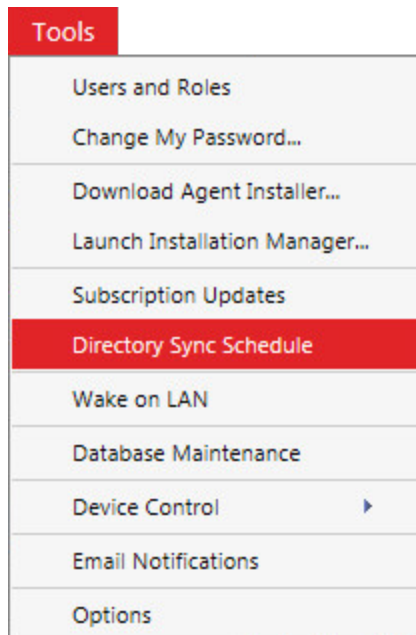 Tools
Users and Roles
Change My Password...
Download Agent Installer...
Launch Installation Manager...
Subscription Updates
Directory Sync Schedule
Wake on LAN
Database Maintenance
Device Control
Email Notifications
Options